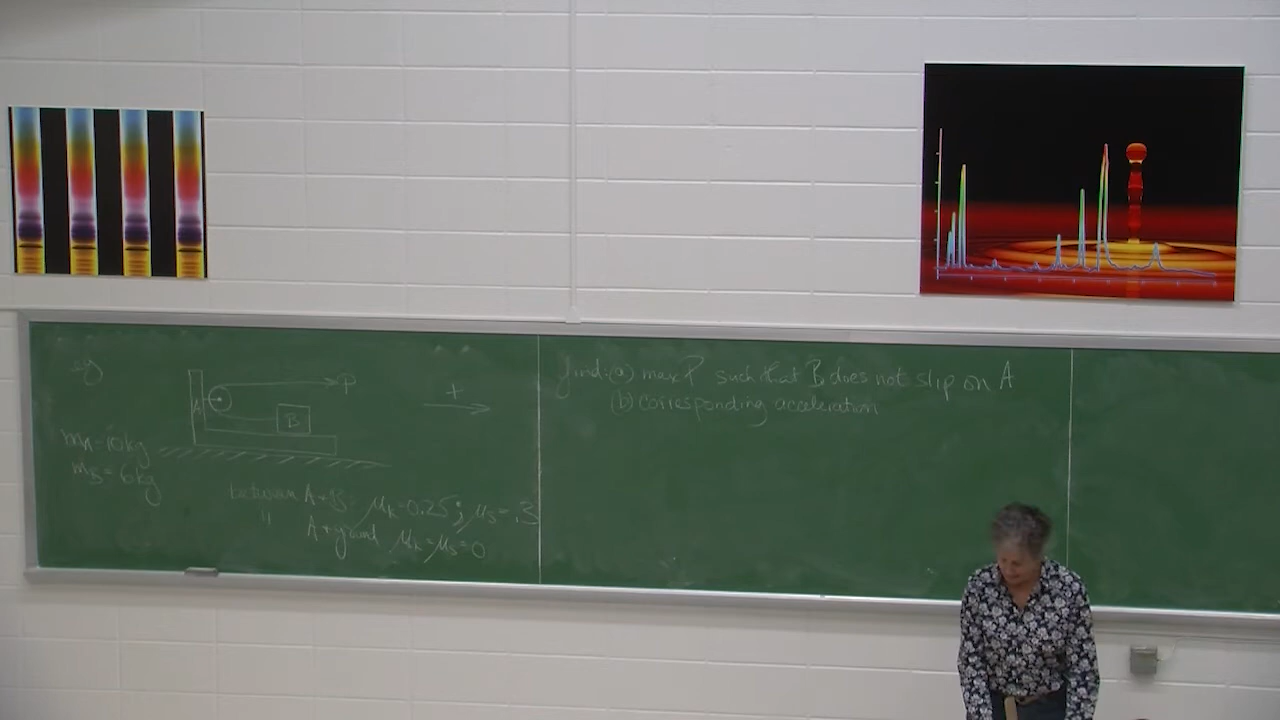 eg
P
A
B
+
mA = 10kg
mB = 6kg
between A + B: μk = 0.25; μs = .3
" A + ground μk = μs = 0
find: (a) max P such that B does not slip on A
(b) corresponding acceleration